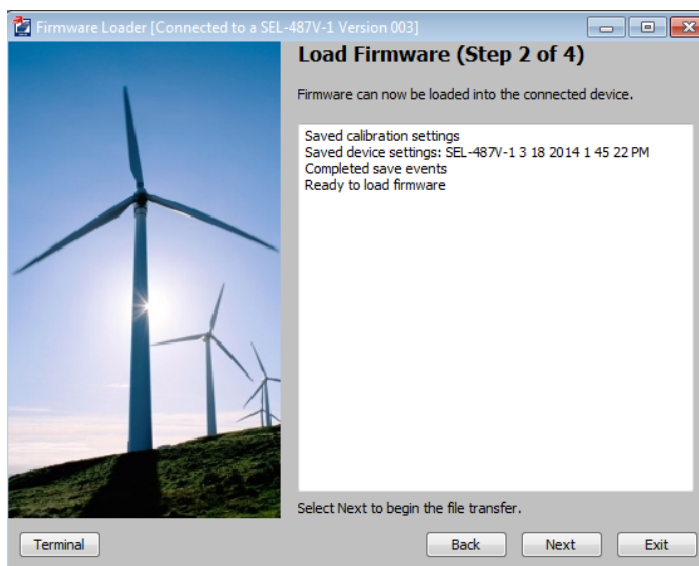 Firmware Loader [Connected to a SEL-487V-1 Version 003]
Load Firmware (Step 2 of 4)
Firmware can now be loaded into the connected device.
Saved calibration settings
Saved device settings: SEL-487V-1 3 18 2014 1 45 22 PM
Completed save events
Ready to load firmware
Select Next to begin the file transfer.
Terminal
Back
Next
Exit